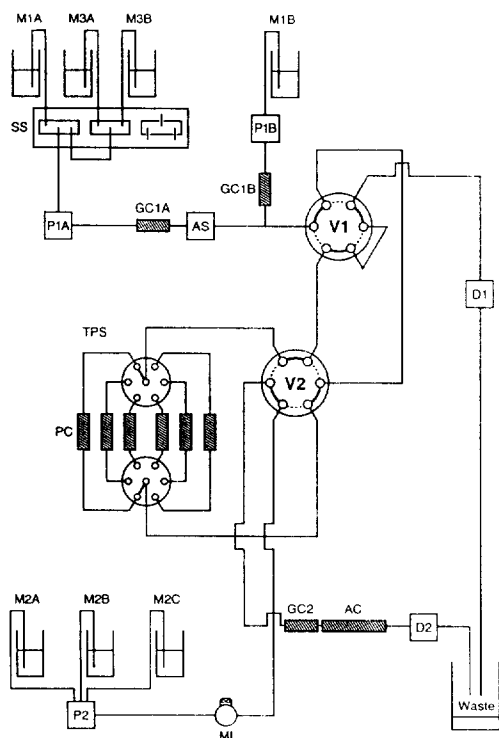 M1A M3A M3B M1B
SS
P1B
GC1B
GC1A
P1A AS V1
D1
TPS
V2
PC
M2A M2B M2C
GC2 AC
D2
Waste
P2
MI